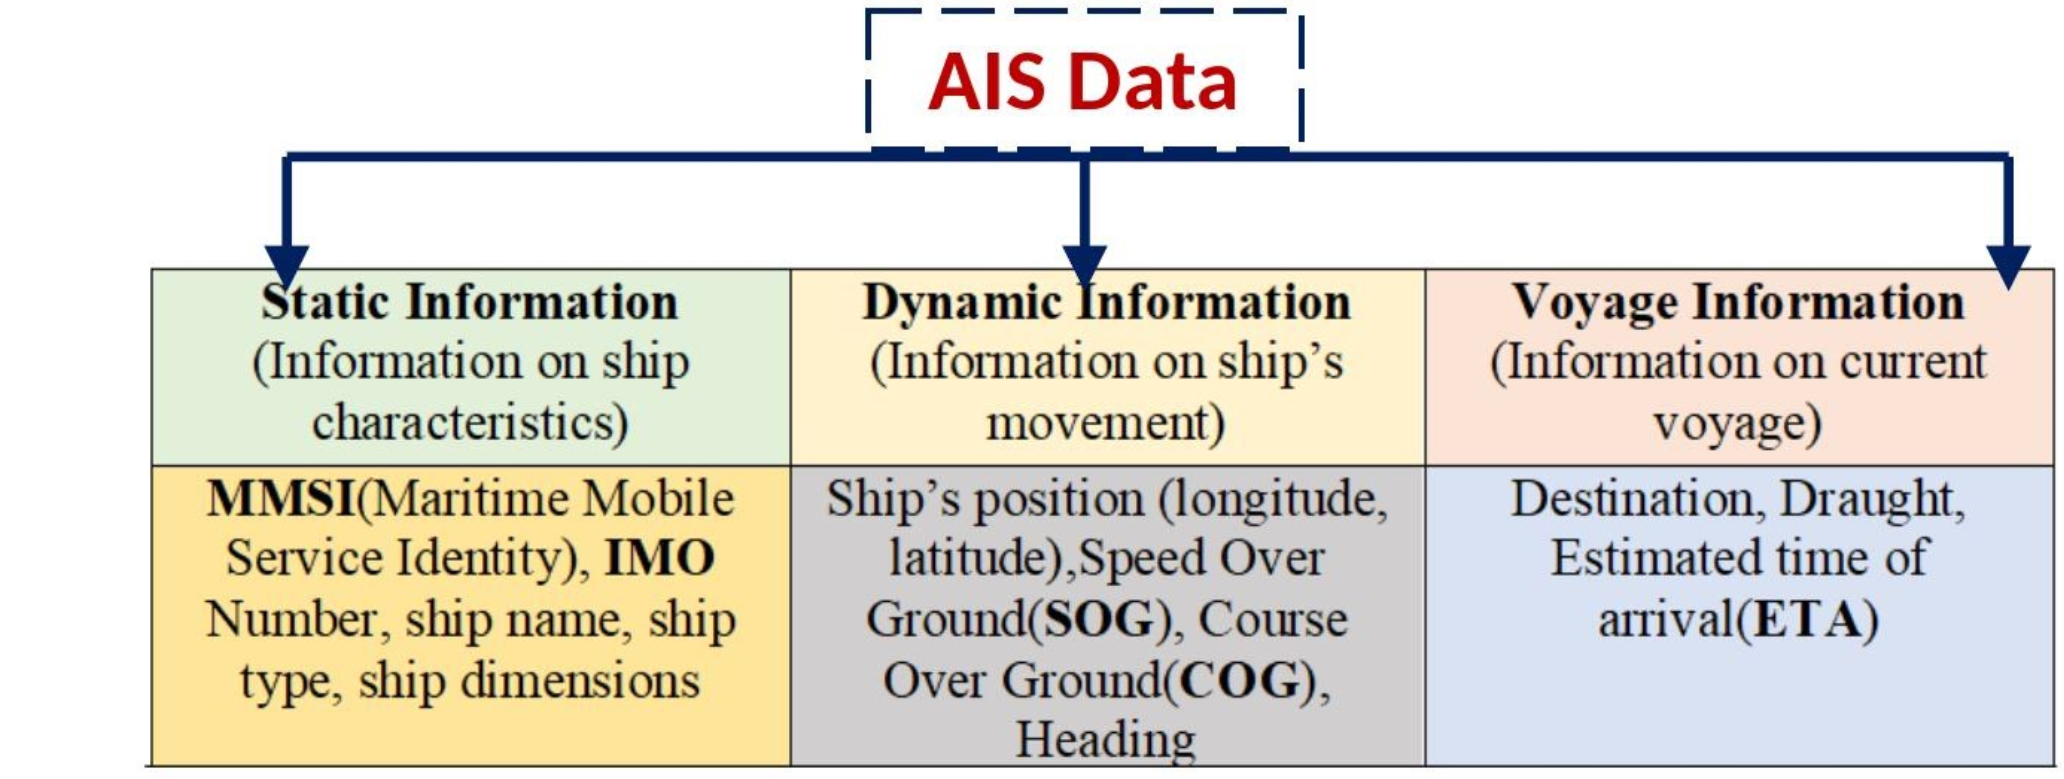 AIS Data
Static Information
(Information on ship
characteristics)
Dynamic Information
(Information on ship’s
movement)
Voyage Information
(Information on current
voyage)
MMSI(Maritime Mobile
Service Identity), IMO
Number, ship name, ship
type, ship dimensions
Ship’s position (longitude,
latitude),Speed Over
Ground(SOG), Course
Over Ground(COG),
Heading
Destination, Draught,
Estimated time of
arrival(ETA)